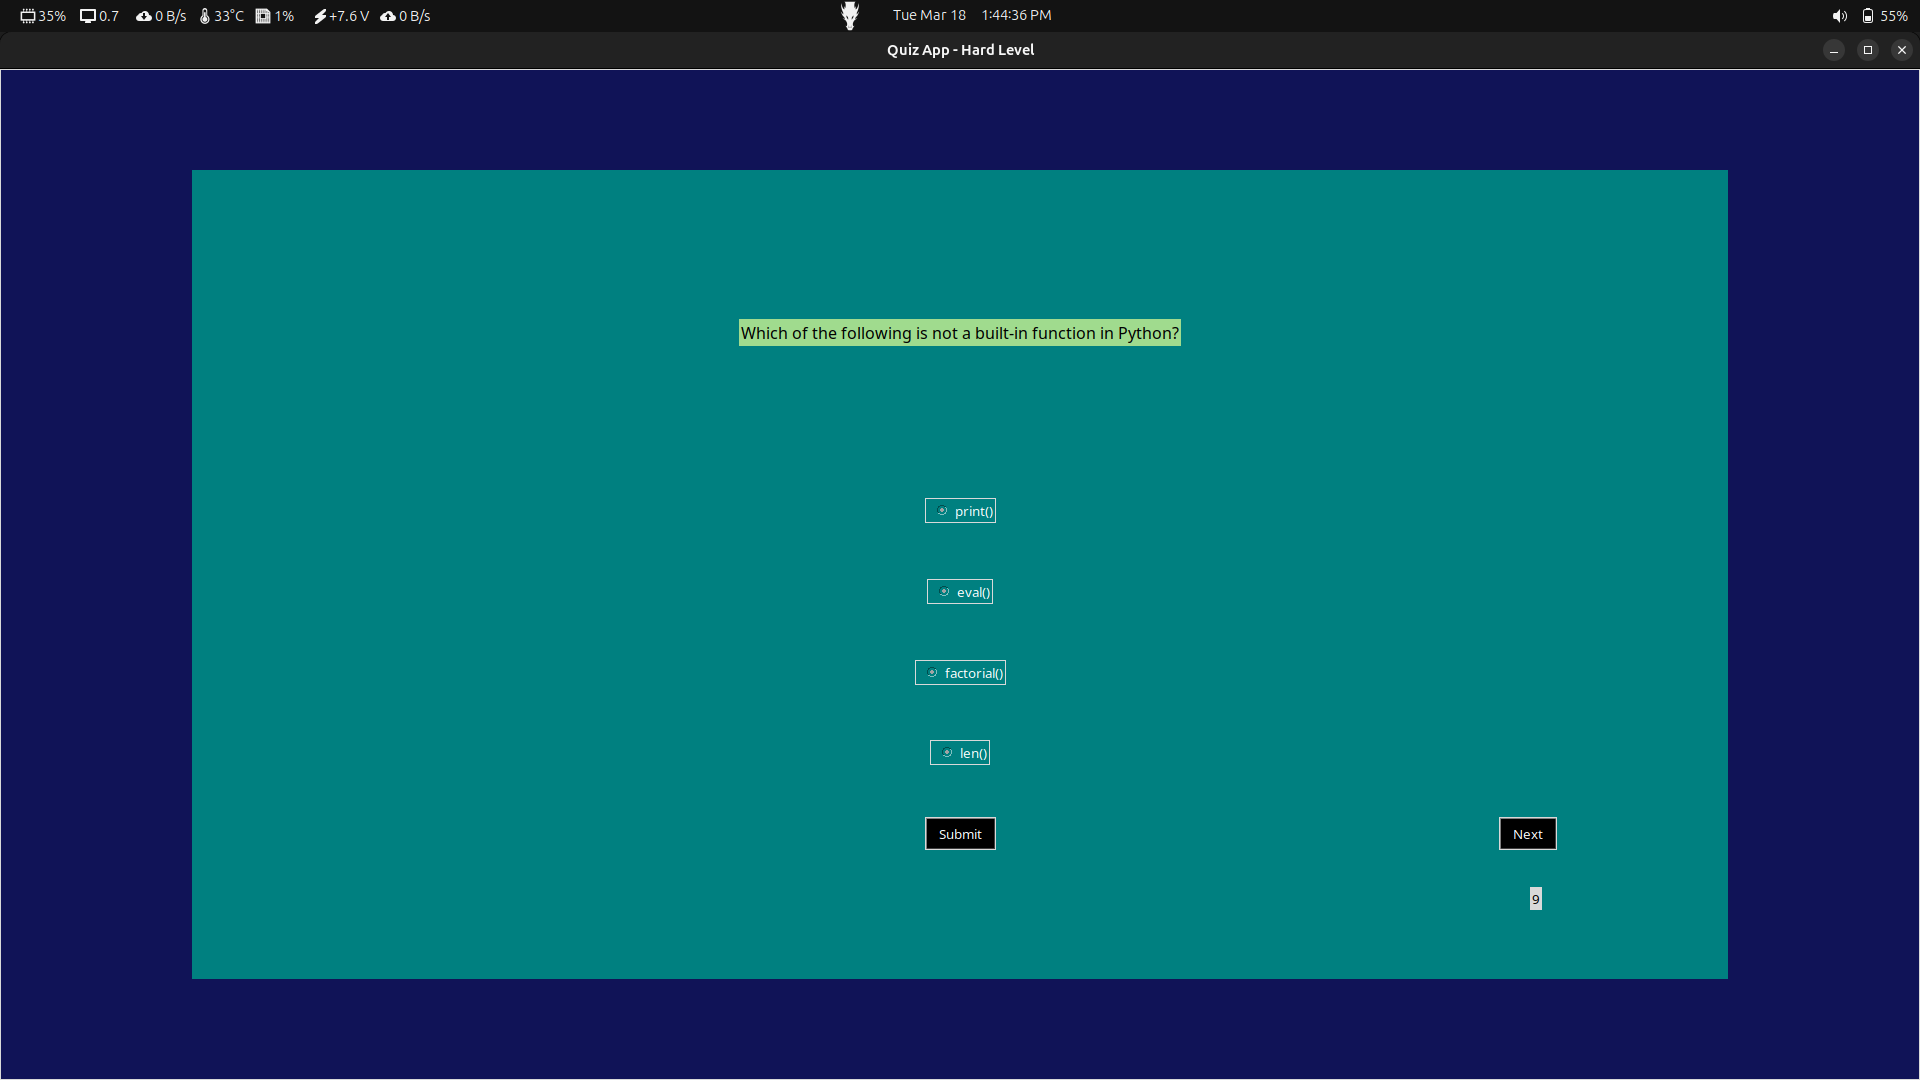 35% 0.7 0 B/s 33°C 1% +7.6 V 0 B/s Tue Mar 18 1:44:36 PM 55%
Quiz App - Hard Level
Which of the following is not a built-in function in Python?
print()
eval()
factorial()
len()
Submit Next
9